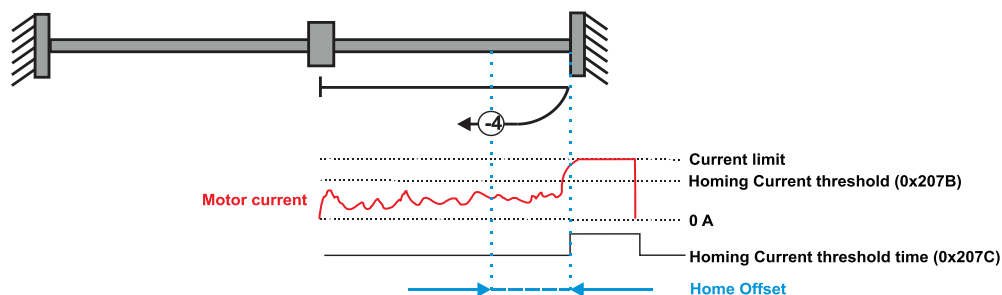 -4
Current limit
Homing Current threshold (0x207B)
Motor current
0 A
Homing Current threshold time (0x207C)
Home Offset